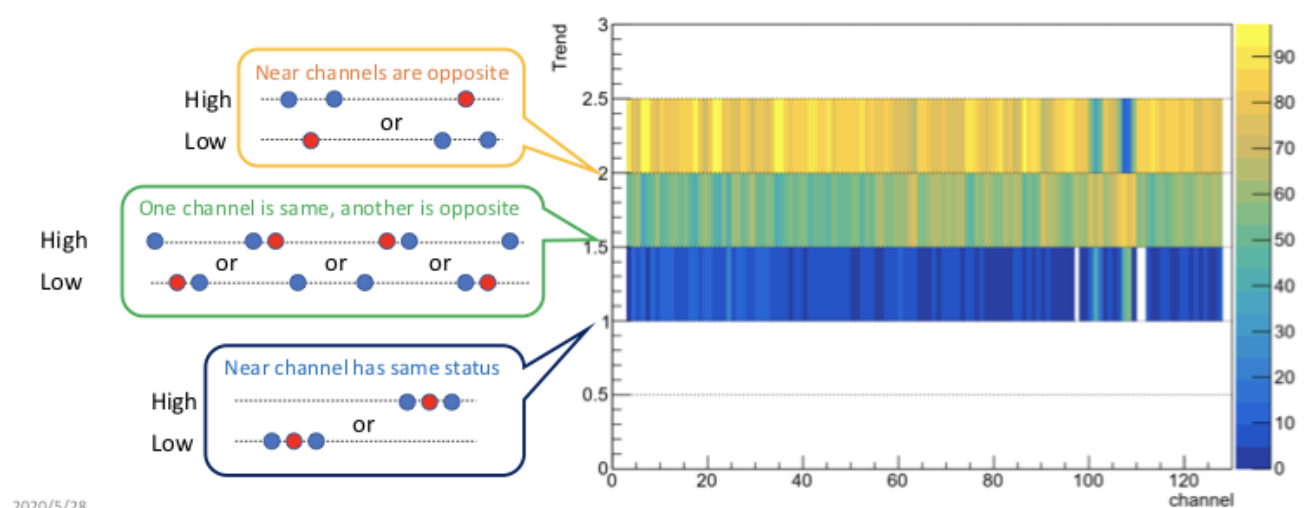 Near channels are opposite
High
or
Low
One channel is same, another is opposite
High
or or or
Low
Near channel has same status
High
or
Low
2020/5/28
Trend
3
2.5
2
1.5
1
0.5
0
0 20 40 60 80 100 120
channel
90
80
70
60
50
40
30
20
10
0